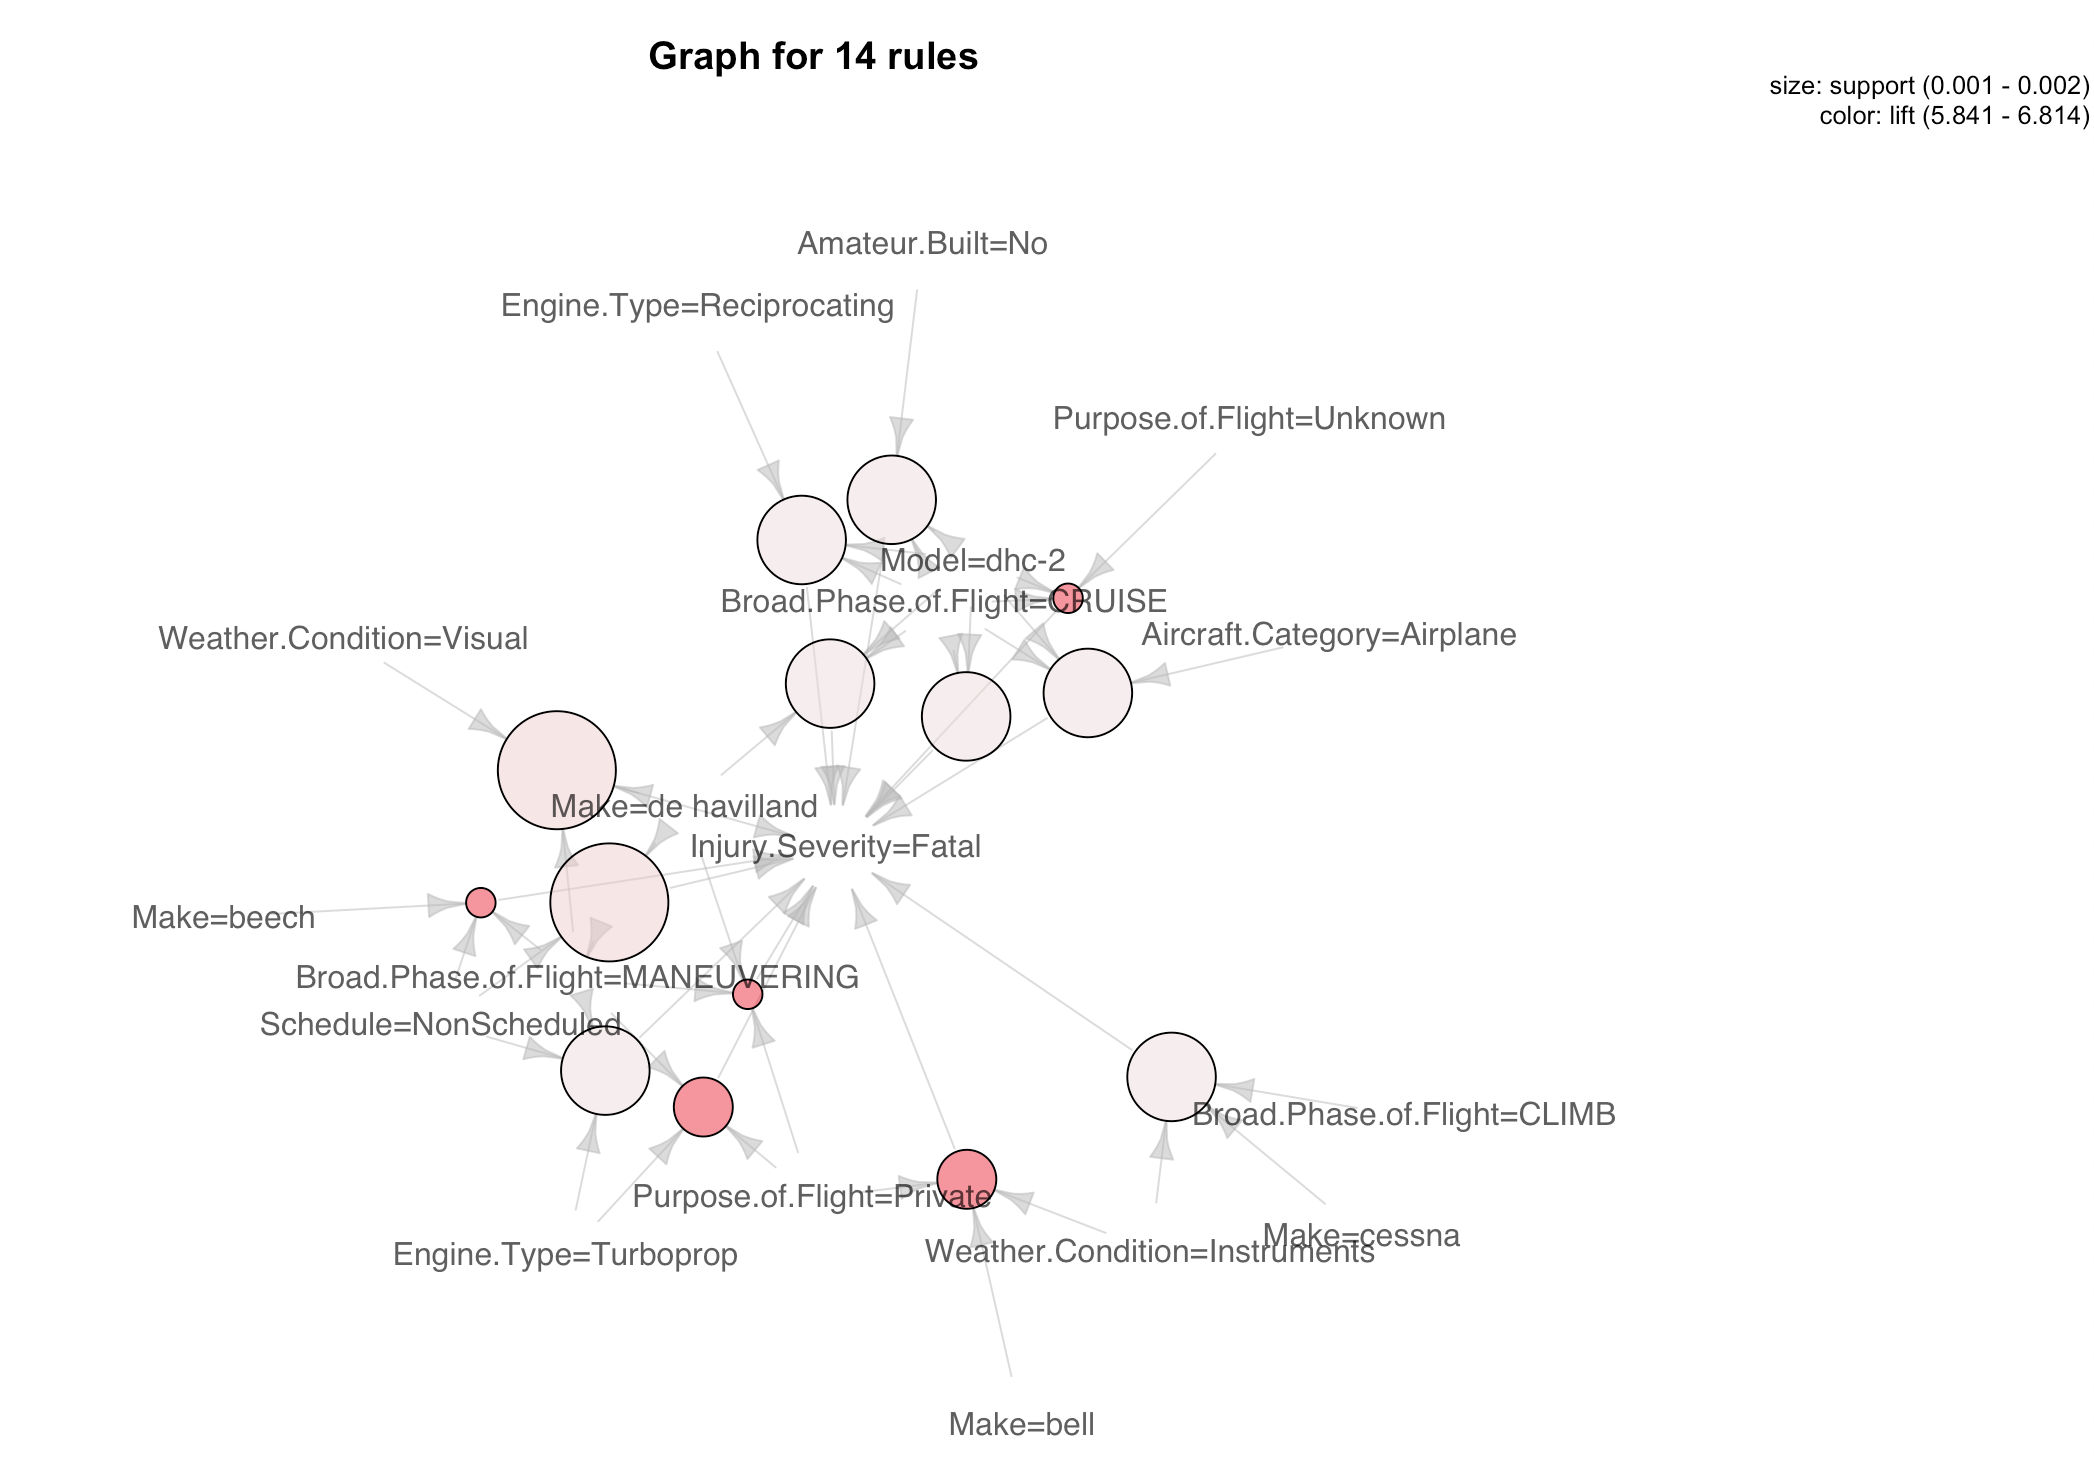 Graph for 14 rules
size: support (0.001 - 0.002)
color: lift (5.841 - 6.814)
Amateur.Built=No
Engine.Type=Reciprocating
Purpose.of.Flight=Unknown
Model=dhc-2
Broad.Phase.of.Flight=CRUISE
Weather.Condition=Visual
Aircraft.Category=Airplane
Make=de havilland
Injury.Severity=Fatal
Make=beech
Broad.Phase.of.Flight=MANEUVERING
Schedule=NonScheduled
Broad.Phase.of.Flight=CLIMB
Purpose.of.Flight=Private
Make=cessna
Weather.Condition=Instruments
Engine.Type=Turboprop
Make=bell